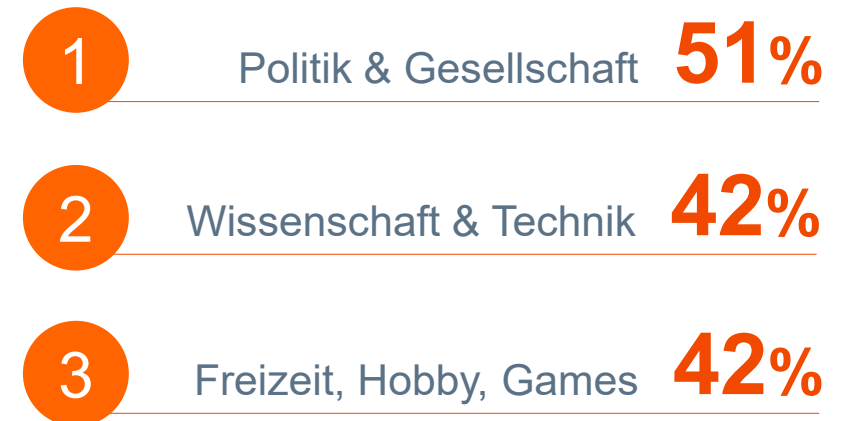 1 Politik & Gesellschaft 51%
2 Wissenschaft & Technik 42%
3 Freizeit, Hobby, Games 42%